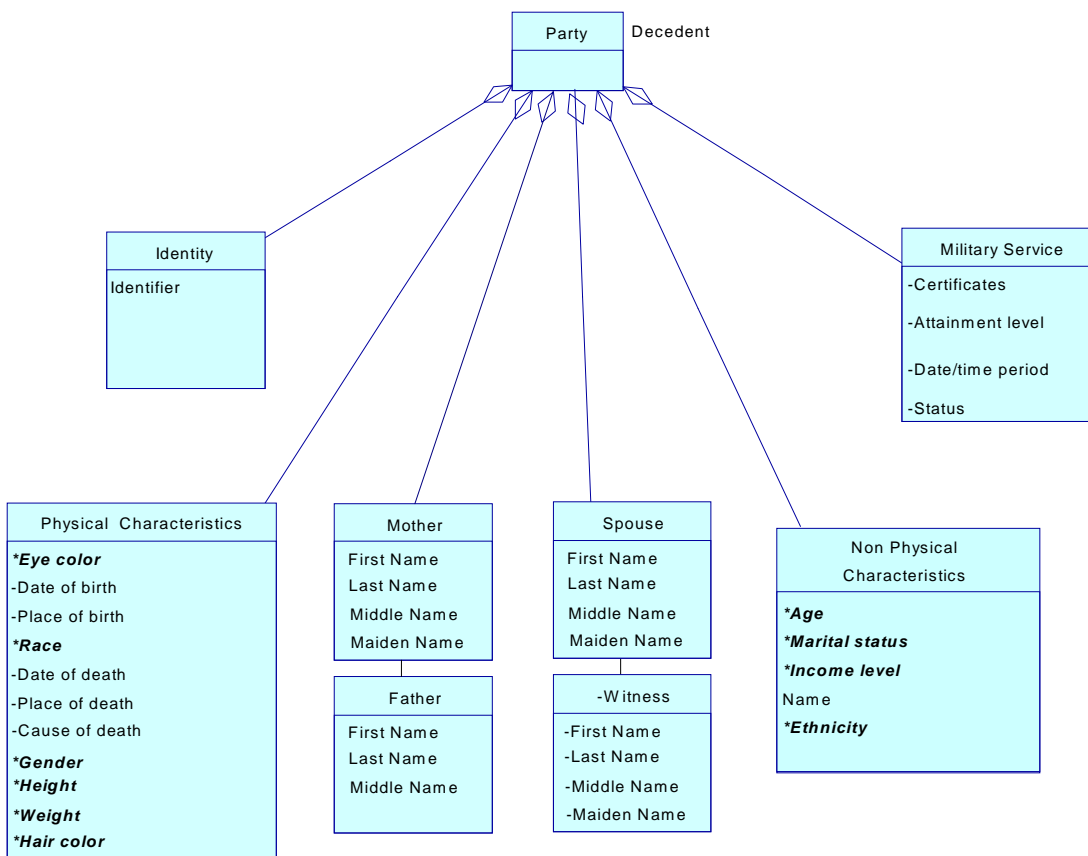 Party
Decedent
Identity
Identifier
Military Service
-Certificates
-Attainment level
-Date/time period
-Status
Physical Characteristics
*Eye color
-Date of birth
-Place of birth
*Race
-Date of death
-Place of death
-Cause of death
*Gender
*Height
*Weight
*Hair color
Mother
First Name
Last Name
Middle Name
Maiden Name
Father
First Name
Last Name
Middle Name
Spouse
First Name
Last Name
Middle Name
Maiden Name
-Witness
-First Name
-Last Name
-Middle Name
-Maiden Name
Non Physical
Characteristics
*Age
*Marital status
*Income level
Name
*Ethnicity